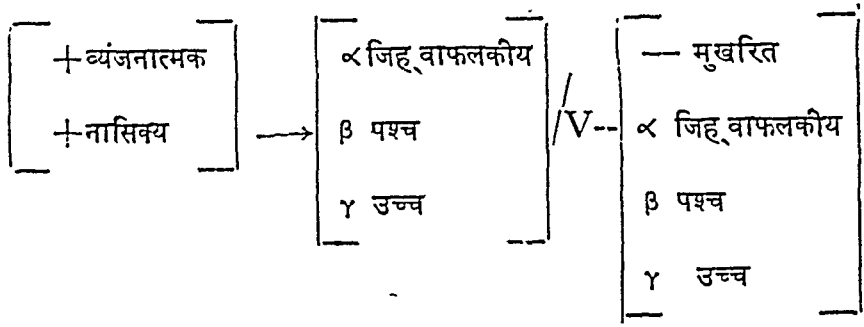 +व्यंजनात्मक
+नासिक्य
→
α जिह्वाफलकीय
β पश्च
γ उच्च
/V--
— मुखरित
α जिह्वाफलकीय
β पश्च
γ उच्च